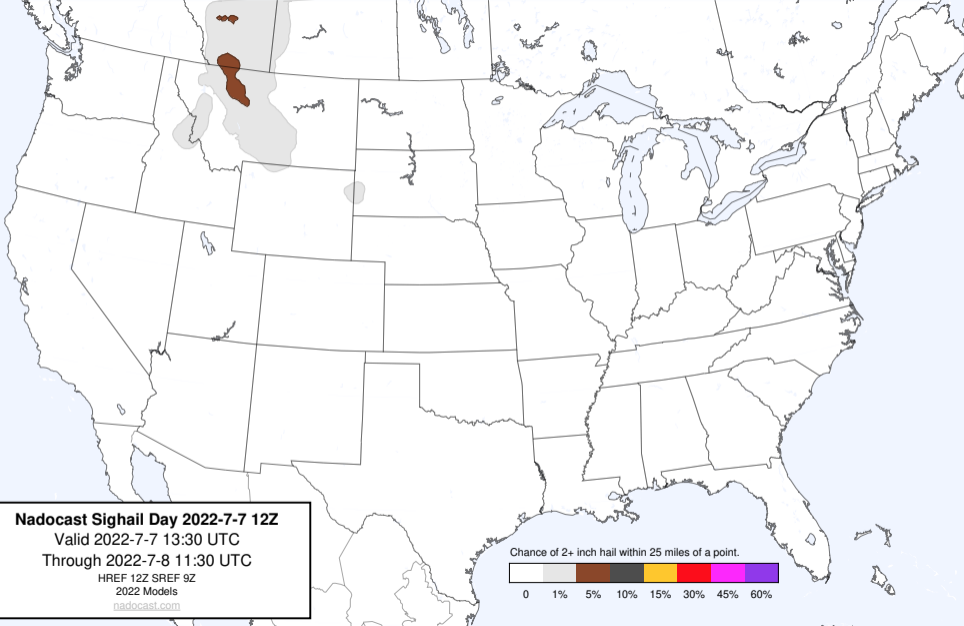 Nadocast Sighail Day 2022-7-7 12Z
Valid 2022-7-7 13:30 UTC
Through 2022-7-8 11:30 UTC
HREF 12Z SREF 9Z
2022 Models
nadocast.com
Chance of 2+ inch hail within 25 miles of a point.
0 1% 5% 10% 15% 30% 45% 60%